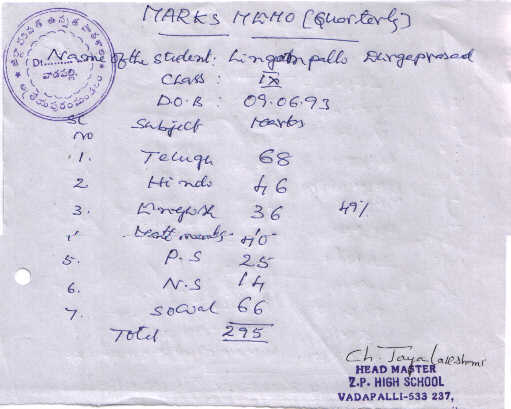 MARKS MEMO (Quarterly)
Name of the student: Lingampalli Durgaprasad
Class: IX
D.O.B: 09.06.93
Sl Subject Marks
no
1. Telugu 68
2 Hindi 46
3. English 36 49%
4. Mathematics 40
5. P.S 25
6. N.S 14
7. Social 66
Total 295
Ch. Jayalakshmi
HEAD MASTER
Z.P. HIGH SCHOOL
VADAPALLI-533 237,
Dt..........
వాడపల్లి